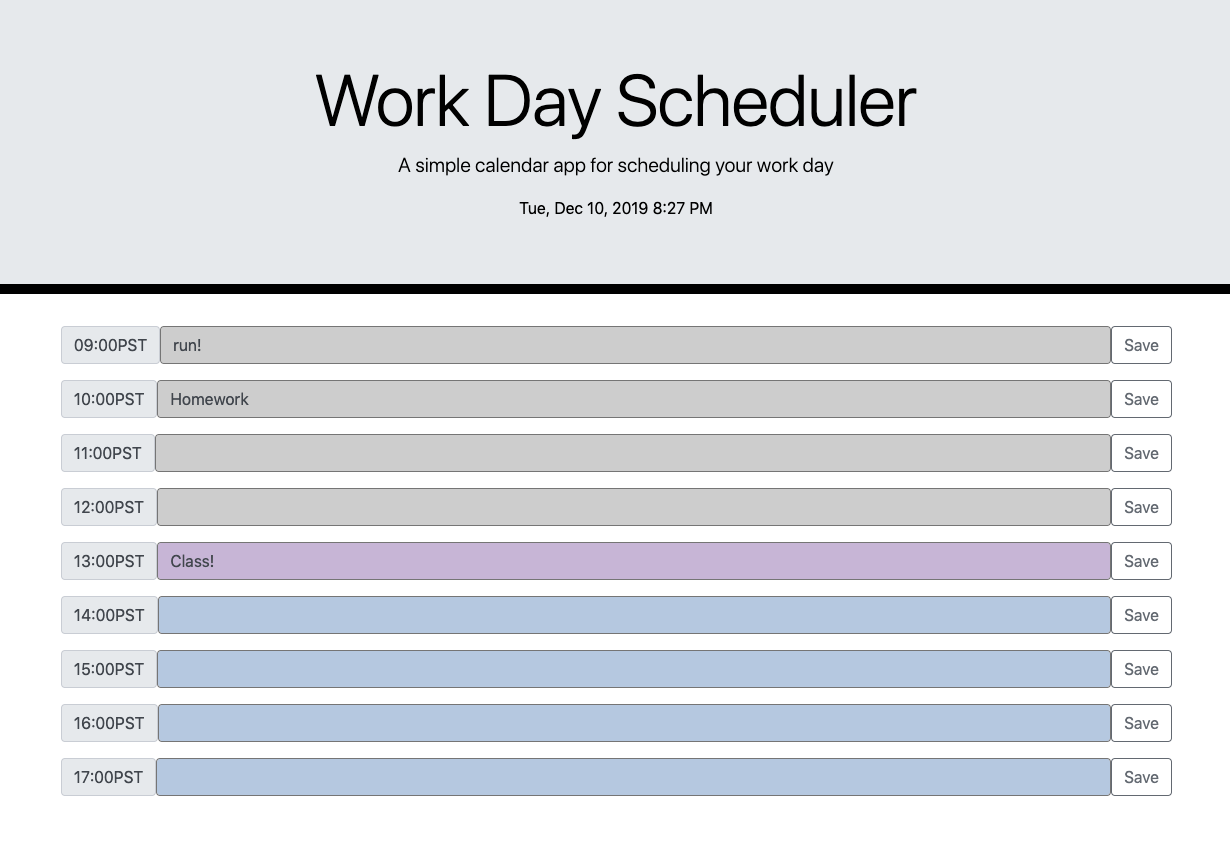 Work Day Scheduler
A simple calendar app for scheduling your work day
Tue, Dec 10, 2019 8:27 PM
09:00PST run! Save
10:00PST Homework Save
11:00PST Save
12:00PST Save
13:00PST Class! Save
14:00PST Save
15:00PST Save
16:00PST Save
17:00PST Save